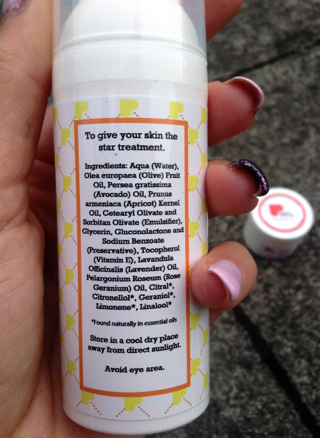 To give your skin the
star treatment.
Ingredients: Aqua (Water),
Olea europaea (Olive) Fruit
Oil, Persea gratissima
(Avocado) Oil, Prunus
armeniaca (Apricot) Kernel
Oil, Cetearyl Olivate and
Sorbitan Olivate (Emulsifier),
Glycerin, Gluconolactone and
Sodium Benzoate
(Preservative), Tocopherol
(Vitamin E), Lavandula
Officinalis (Lavender) Oil,
Pelargonium Roseum (Rose
Geranium) Oil, Citral*,
Citronellol*, Geraniol*,
Limonene*, Linalool*
*Found naturally in essential oils
Store in a cool dry place
away from direct sunlight.
Avoid eye area.